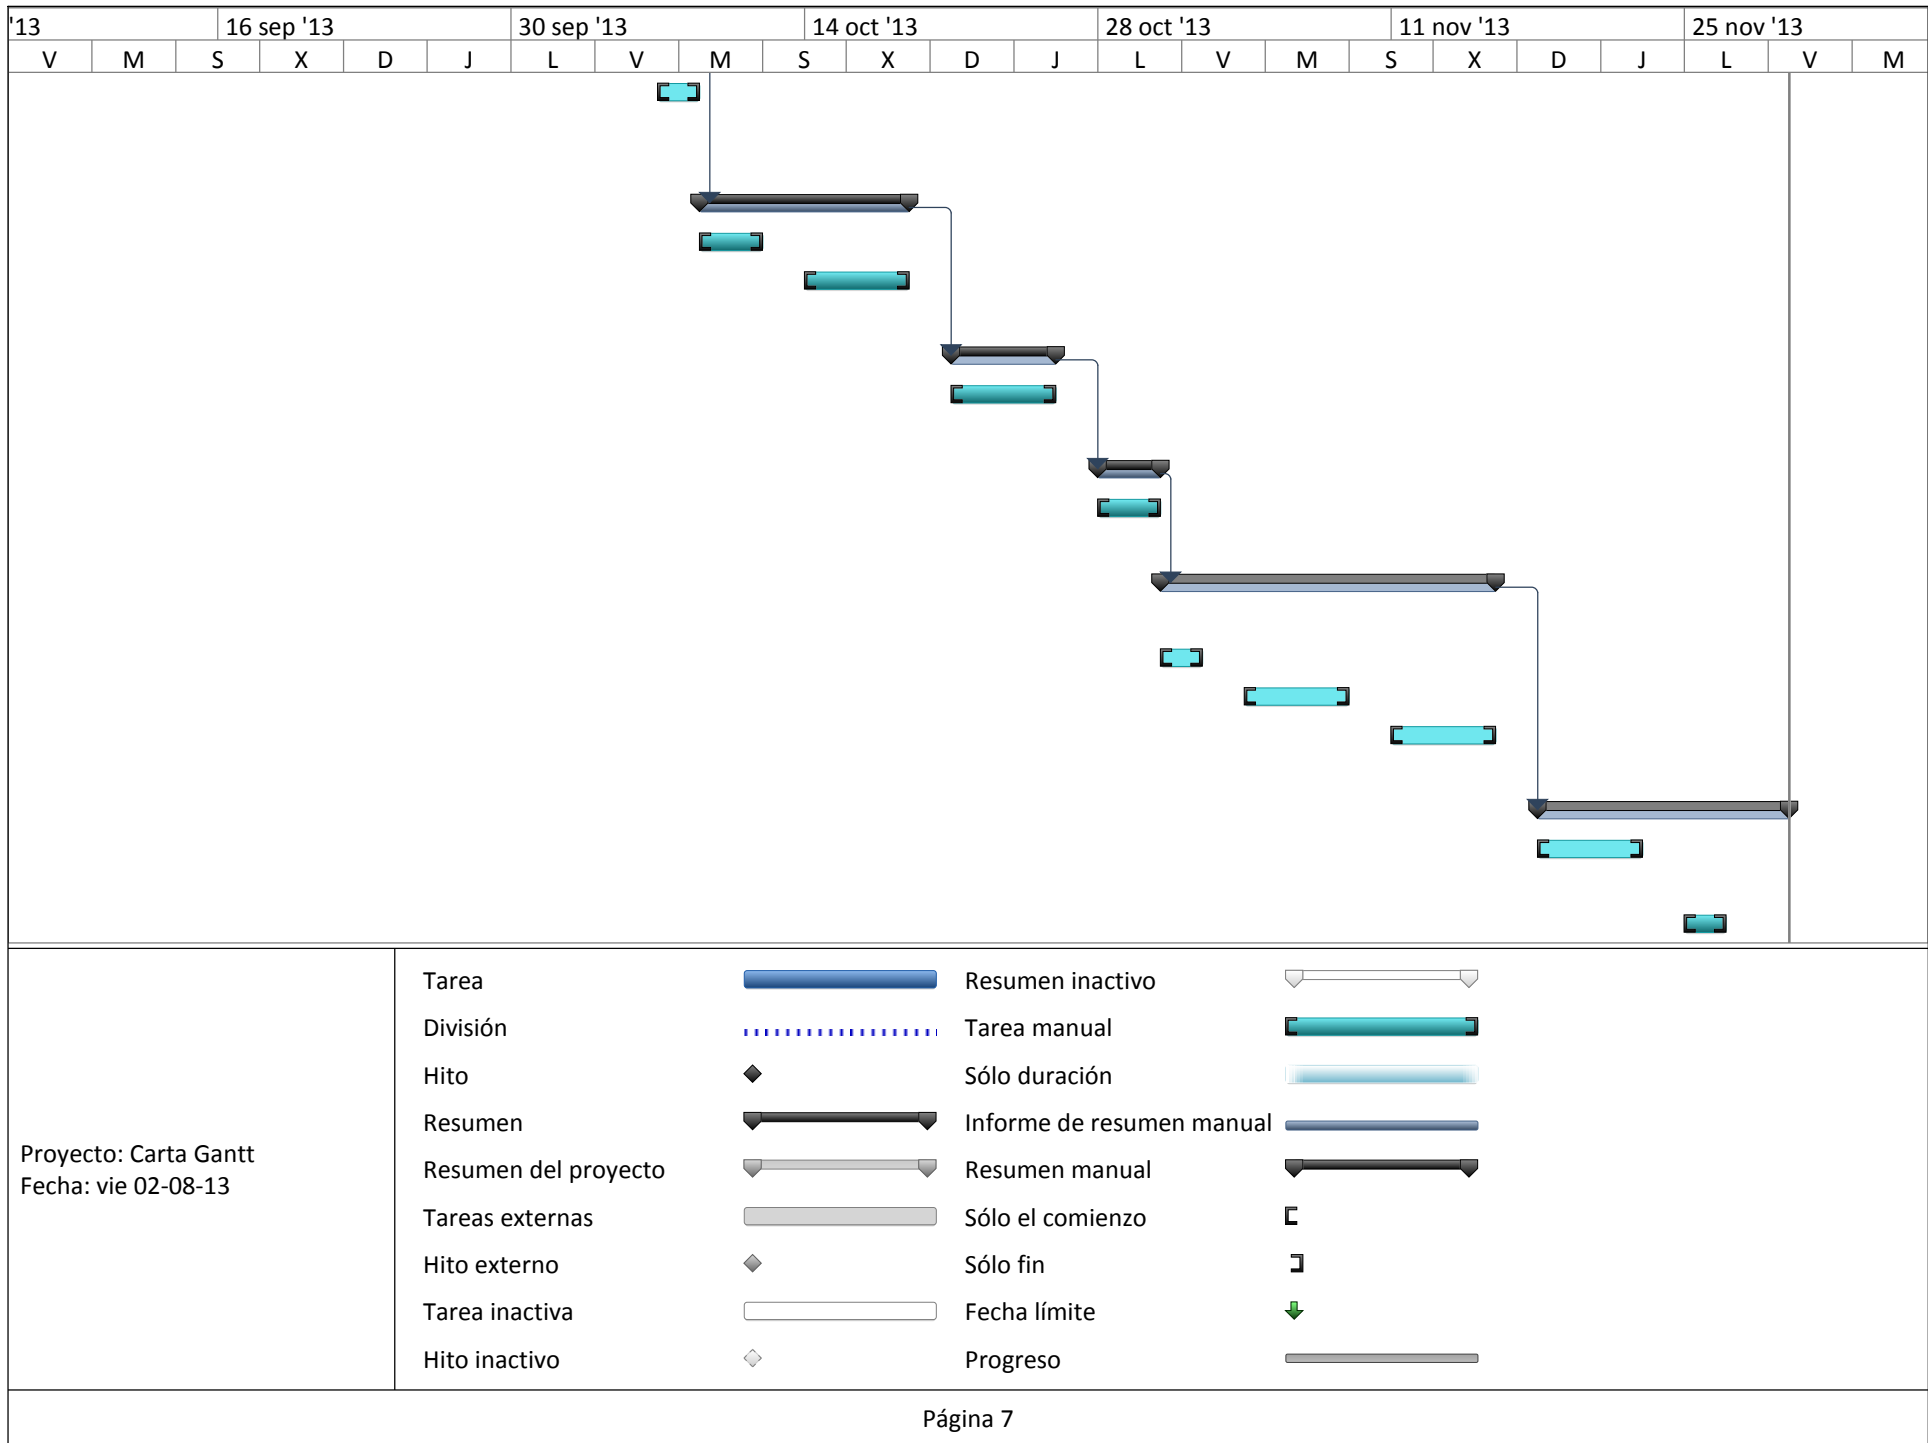 '13 16 sep '13 30 sep '13 14 oct '13 28 oct '13 11 nov '13 25 nov '13
V M S X D J L V M S X D J L V M S X D J L V M
Tarea
División
Hito
Resumen
Resumen del proyecto
Tareas externas
Hito externo
Tarea inactiva
Hito inactivo
Resumen inactivo
Tarea manual
Sólo duración
Informe de resumen manual
Resumen manual
Sólo el comienzo
Sólo fin
Fecha límite
Progreso
Proyecto: Carta Gantt
Fecha: vie 02-08-13
Página 7